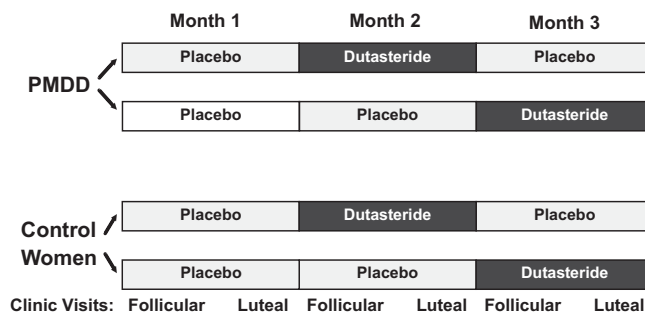 Month 1 Month 2 Month 3
Placebo Dutasteride Placebo
PMDD
Placebo Placebo Dutasteride
Placebo Dutasteride Placebo
Control
Women
Placebo Placebo Dutasteride
Clinic Visits: Follicular Luteal Follicular Luteal Follicular Luteal